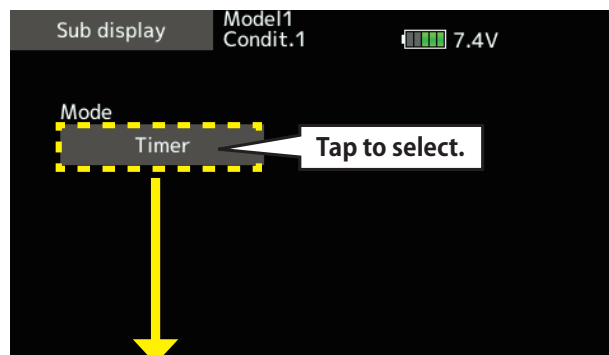 Sub display
Model1
Condit.1
7.4V
Mode
Timer
Tap to select.